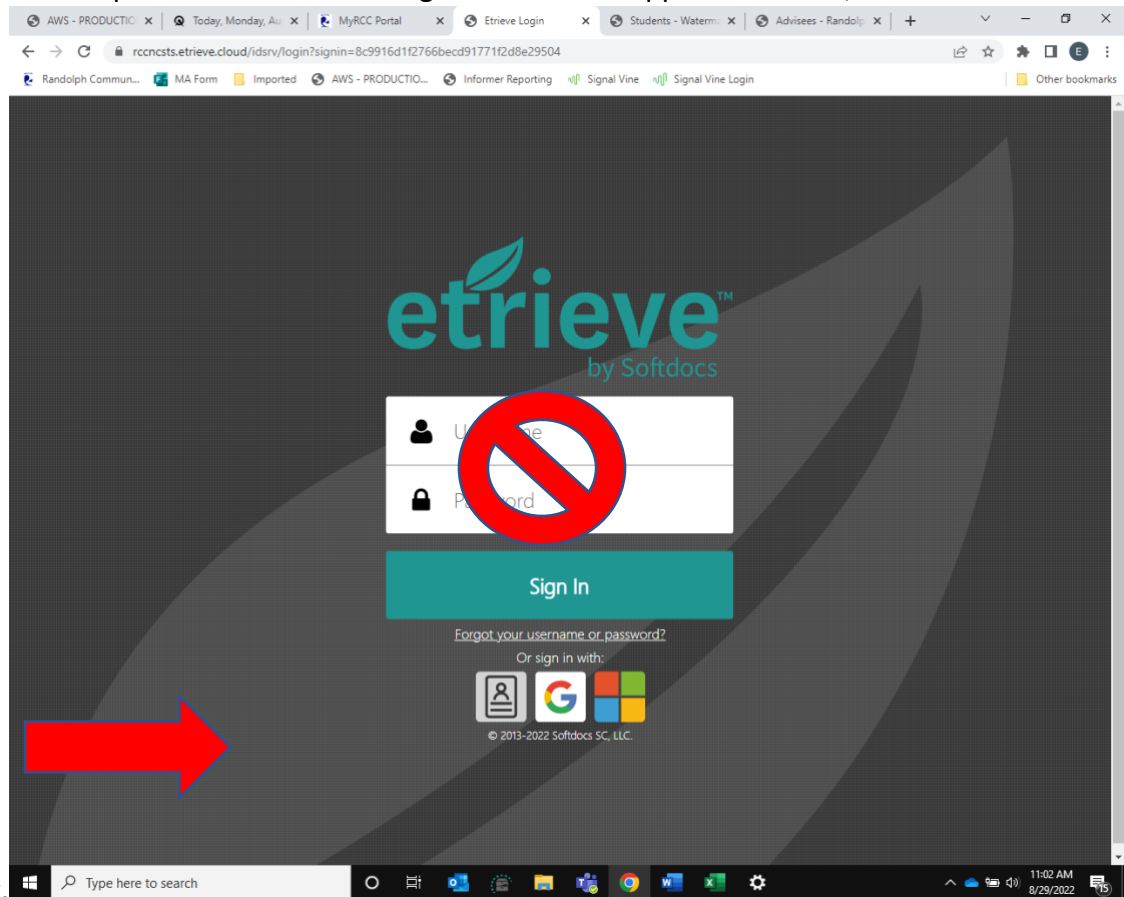 AWS - PRODUCTIO
Today, Monday, Au
MyRCC Portal
Etrieve Login
Students - Waterm
Advisees - Randolp
rccncsts.etrieve.cloud/idsrv/login?signin=8c9916d1f2766becd91771f2d8e29504
E
Randolph Commun...
MA Form
Imported
AWS - PRODUCTIO...
Informer Reporting
Signal Vine
Signal Vine Login
Other bookmarks
etrieve™
by Softdocs
Sign In
Forgot your username or password?
Or sign in with:
© 2013-2022 Softdocs SC, LLC.
Type here to search
11:02 AM
8/29/2022
15